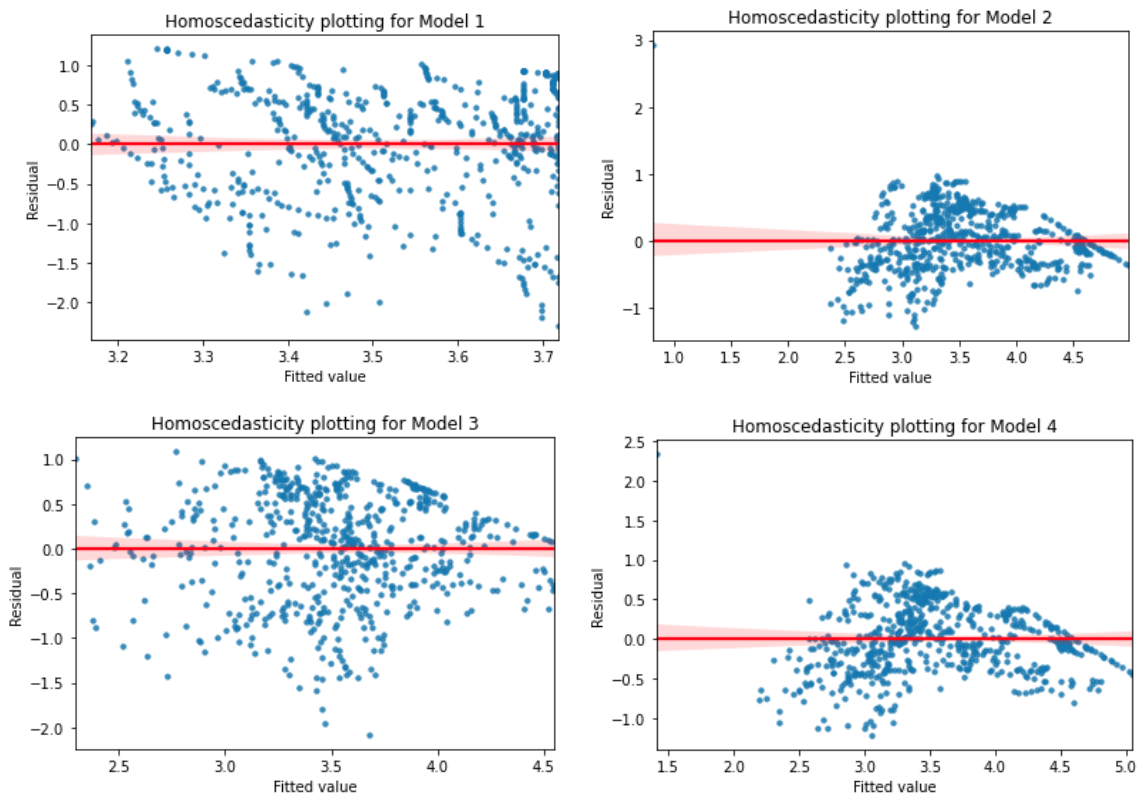 Homoscedasticity plotting for Model 1
1.0
0.5
0.0
−0.5
−1.0
−1.5
−2.0
Residual
3.2 3.3 3.4 3.5 3.6 3.7
Fitted value
Homoscedasticity plotting for Model 2
3
2
1
0
−1
Residual
1.0 1.5 2.0 2.5 3.0 3.5 4.0 4.5
Fitted value
Homoscedasticity plotting for Model 3
1.0
0.5
0.0
−0.5
−1.0
−1.5
−2.0
Residual
2.5 3.0 3.5 4.0 4.5
Fitted value
Homoscedasticity plotting for Model 4
2.5
2.0
1.5
1.0
0.5
0.0
−0.5
−1.0
Residual
1.5 2.0 2.5 3.0 3.5 4.0 4.5 5.0
Fitted value